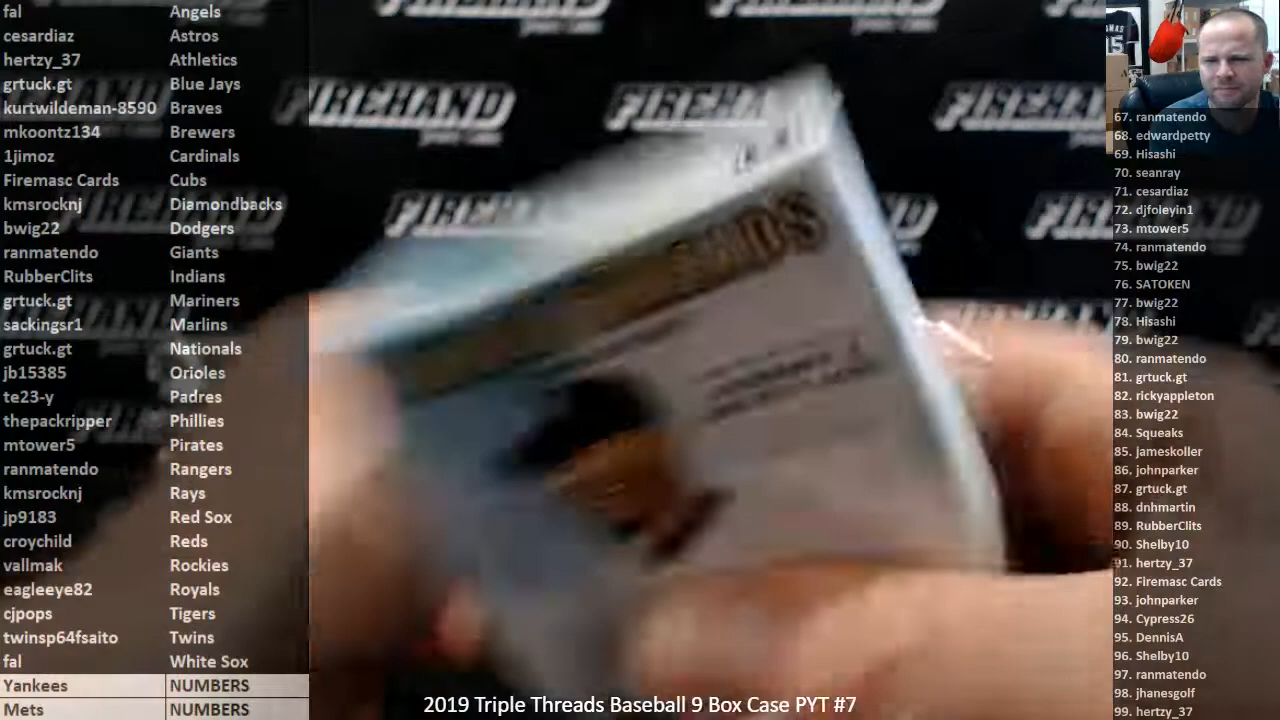 fal Angels
cesardiaz Astros
hertzy_37 Athletics
grtuck.gt Blue Jays
kurtwildeman-8590 Braves
mkoontz134 Brewers
1jimoz Cardinals
Firemasc Cards Cubs
kmsrocknj Diamondbacks
bwig22 Dodgers
ranmatendo Giants
RubberClits Indians
grtuck.gt Mariners
sackingsr1 Marlins
grtuck.gt Nationals
jb15385 Orioles
te23-y Padres
thepackripper Phillies
mtower5 Pirates
ranmatendo Rangers
kmsrocknj Rays
jp9183 Red Sox
croychild Reds
vallmak Rockies
eagleeye82 Royals
cjpops Tigers
twinsp64fsaito Twins
fal White Sox
Yankees NUMBERS
Mets NUMBERS
FIREHAND
FIREHAND
FIREHAND
FIREHAND
2019 Triple Threads Baseball 9 Box Case PYT #7
67. ranmatendo
68. edwardpetty
69. Hisashi
70. seanray
71. cesardiaz
72. djfoleyin1
73. mtower5
74. ranmatendo
75. bwig22
76. SATOKEN
77. bwig22
78. Hisashi
79. bwig22
80. ranmatendo
81. grtuck.gt
82. rickyappleton
83. bwig22
84. Squeaks
85. jameskoller
86. johnparker
87. grtuck.gt
88. dnhmartin
89. RubberClits
90. Shelby10
91. hertzy_37
92. Firemasc Cards
93. johnparker
94. Cypress26
95. DennisA
96. Shelby10
97. ranmatendo
98. jhanesgolf
99. hertzy_37